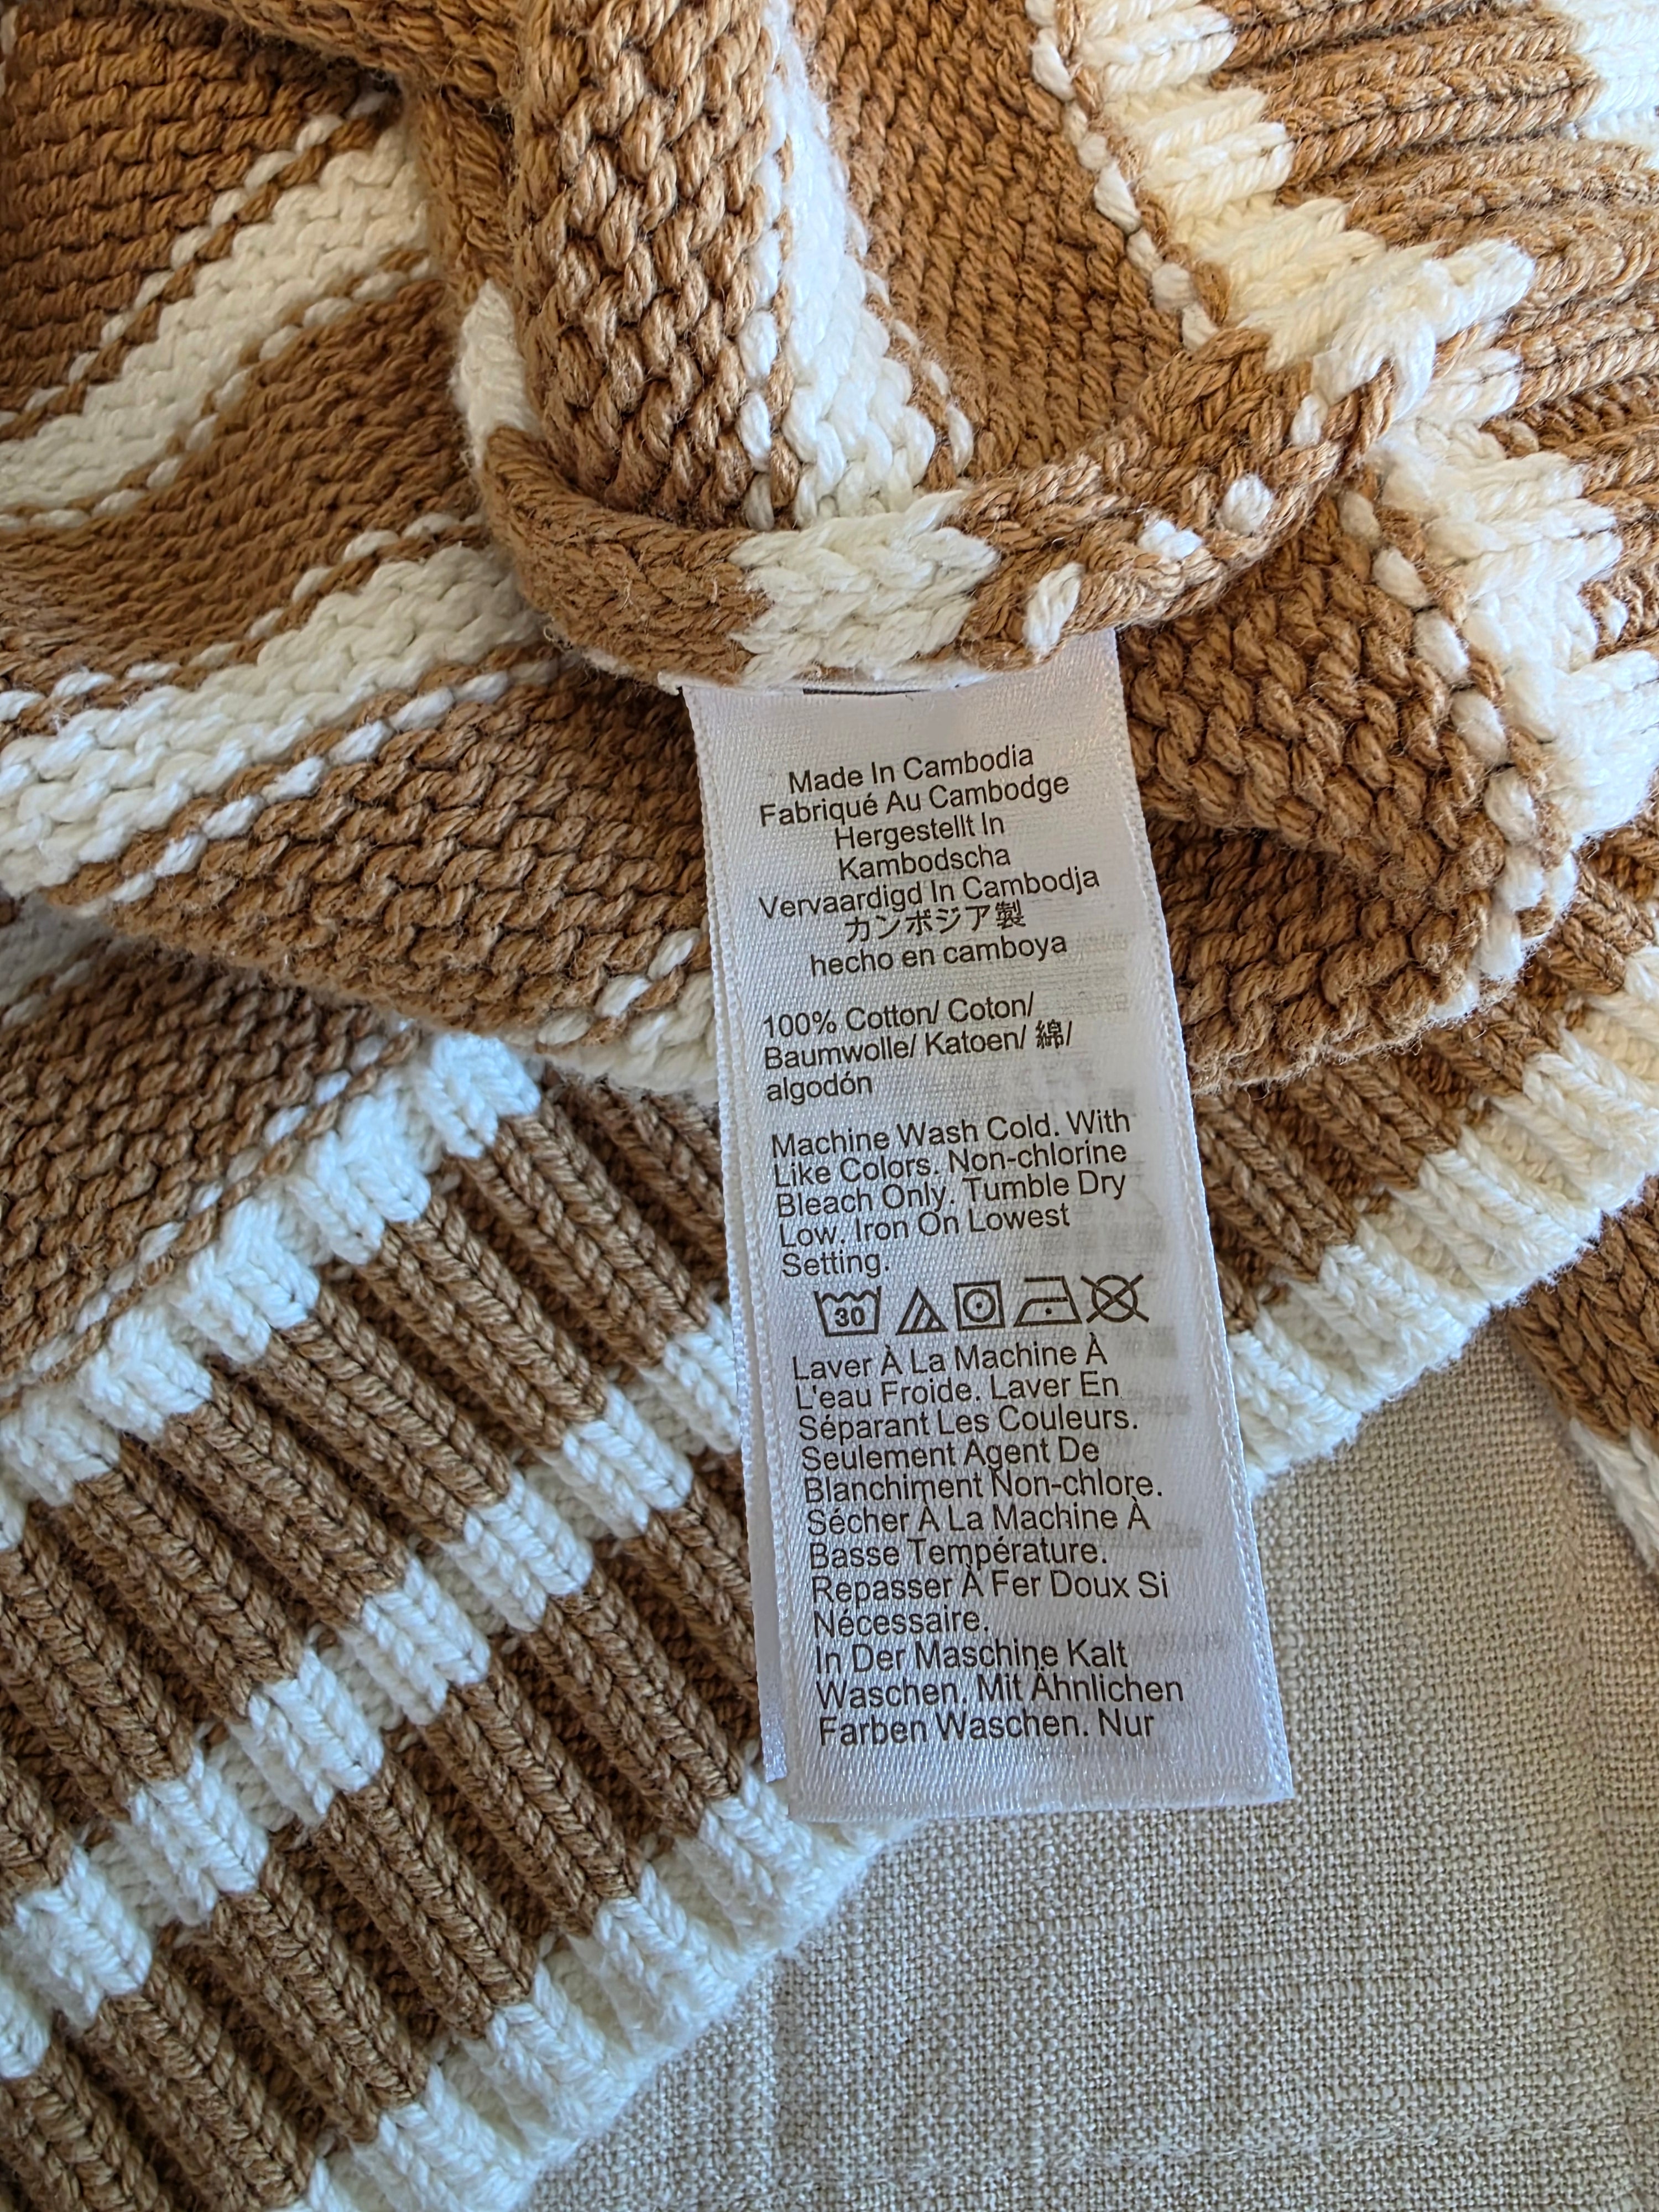 Made In Cambodia
Fabriqué Au Cambodge
Hergestellt In
Kambodscha
Vervaardigd In Cambodja
カンボジア製
hecho en camboya
100% Cotton/ Coton/
Baumwolle/ Katoen/ 綿/
algodón
Machine Wash Cold. With
Like Colors. Non-chlorine
Bleach Only. Tumble Dry
Low. Iron On Lowest
Setting.
30
Laver À La Machine À
L'eau Froide. Laver En
Séparant Les Couleurs.
Seulement Agent De
Blanchiment Non-chlore.
Sécher À La Machine À
Basse Température.
Repasser À Fer Doux Si
Nécessaire.
In Der Maschine Kalt
Waschen. Mit Ähnlichen
Farben Waschen. Nur